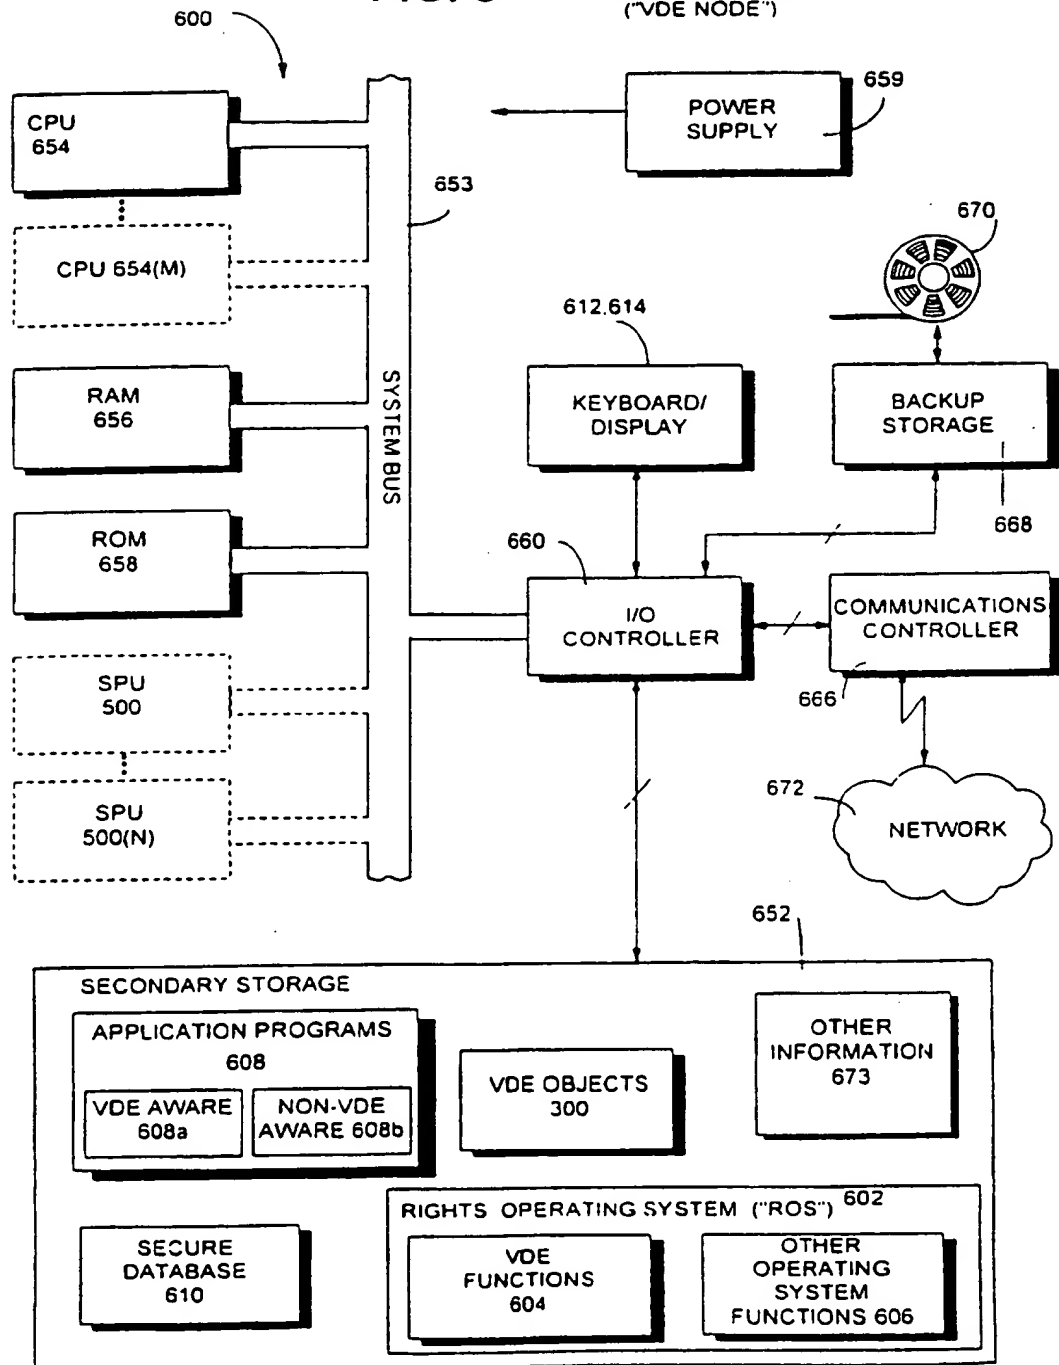 ("VDE NODE")
600
CPU
654
CPU 654(M)
RAM
656
ROM
658
SPU
500
SPU
500(N)
SYSTEM BUS
653
POWER
SUPPLY
659
670
612,614
KEYBOARD/
DISPLAY
BACKUP
STORAGE
668
660
I/O
CONTROLLER
COMMUNICATIONS
CONTROLLER
666
672
NETWORK
652
SECONDARY STORAGE
APPLICATION PROGRAMS
608
VDE AWARE
608a
NON-VDE
AWARE 608b
VDE OBJECTS
300
OTHER
INFORMATION
673
SECURE
DATABASE
610
RIGHTS OPERATING SYSTEM ("ROS") 602
VDE
FUNCTIONS
604
OTHER
OPERATING
SYSTEM
FUNCTIONS 606